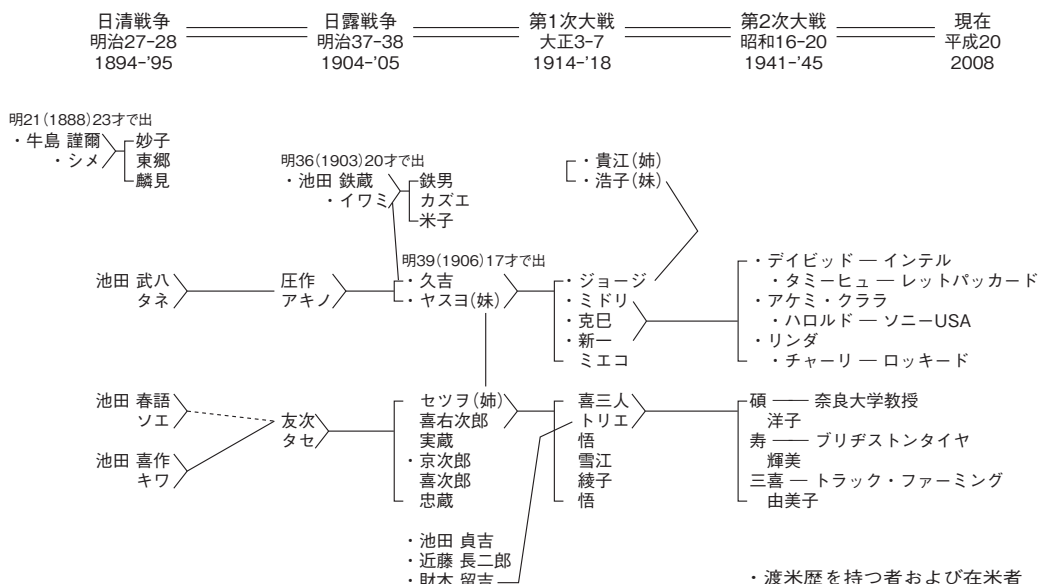 日清戦争 日露戦争 第1次大戦 第2次大戦 現在
明治27-28 明治37-38 大正3-7 昭和16-20 平成20
1894-'95 1904-'05 1914-'18 1941-'45 2008
明21(1888)23才で出
・牛島 謹爾
・シメ
妙子
東郷
麟見
明36(1903)20才で出
・池田 鉄蔵
・イワミ
鉄男
カズエ
米子
・貴江(姉)
・浩子(妹)
池田 武八
タネ
圧作
アキノ
明39(1906)17才で出
・久吉
・ヤスヨ(妹)
・ジョージ
・ミドリ
・克巳
・新一
ミエコ
・デイビッド ― インテル
・タミーヒュ ― レットパッカード
・アケミ・クララ
・ハロルド ― ソニーUSA
・リンダ
・チャーリ ― ロッキード
池田 春語
ソエ
池田 喜作
キワ
友次
タセ
セツヲ(姉)
喜右次郎
実蔵
・京次郎
喜次郎
忠蔵
喜三人
トリエ
悟
雪江
綾子
悟
碩 ── 奈良大学教授
洋子
寿 ── ブリヂストンタイヤ
輝美
三喜 ― トラック・ファーミング
由美子
・池田 貞吉
・近藤 長二郎
・財木 留吉
・渡米歴を持つ者および在米者